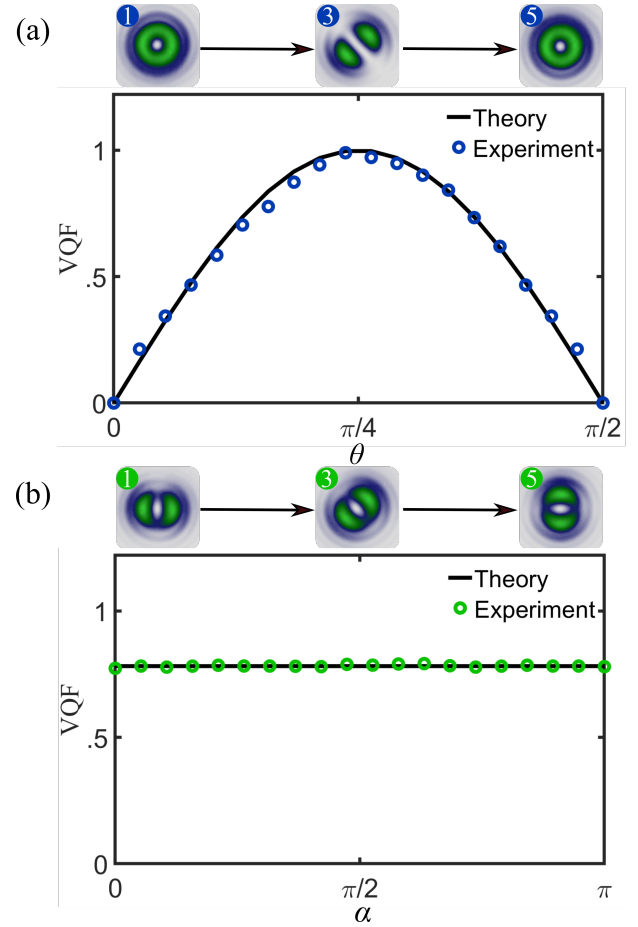 (a)
1 3 5
Theory
Experiment
1
.5
0
VQF
0 π/4 π/2
θ
(b)
1 3 5
Theory
Experiment
1
.5
0
VQF
0 π/2 π
α